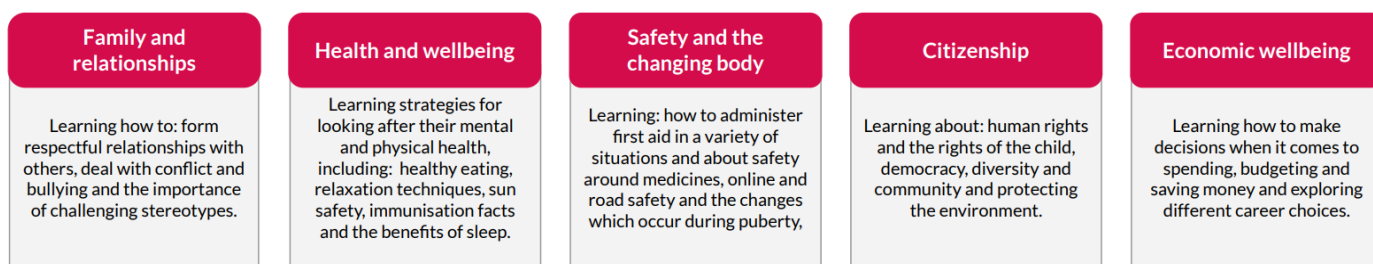 Family and
relationships
Learning how to: form
respectful relationships with
others, deal with conflict and
bullying and the importance
of challenging stereotypes.
Health and wellbeing
Learning strategies for
looking after their mental
and physical health,
including:  healthy eating,
relaxation techniques, sun
safety, immunisation facts
and the benefits of sleep.
Safety and the
changing body
Learning: how to administer
first aid in a variety of
situations and about safety
around medicines, online and
road safety and the changes
which occur during puberty,
Citizenship
Learning about: human rights
and the rights of the child,
democracy, diversity and
community and protecting
the environment.
Economic wellbeing
Learning how to make
decisions when it comes to
spending, budgeting and
saving money and exploring
different career choices.